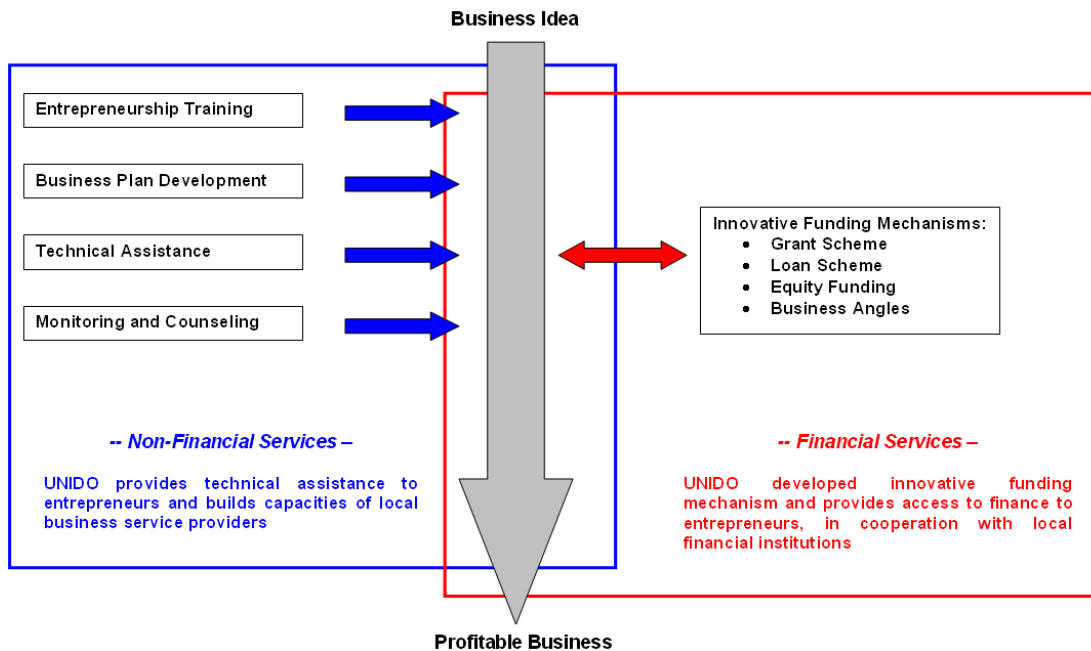 Business Idea
Entrepreneurship Training
Business Plan Development
Technical Assistance
Monitoring and Counseling
Innovative Funding Mechanisms:
• Grant Scheme
• Loan Scheme
• Equity Funding
• Business Angles
-- Non-Financial Services –
UNIDO provides technical assistance to
entrepreneurs and builds capacities of local
business service providers
-- Financial Services –
UNIDO developed innovative funding
mechanism and provides access to finance to
entrepreneurs, in cooperation with local
financial institutions
Profitable Business